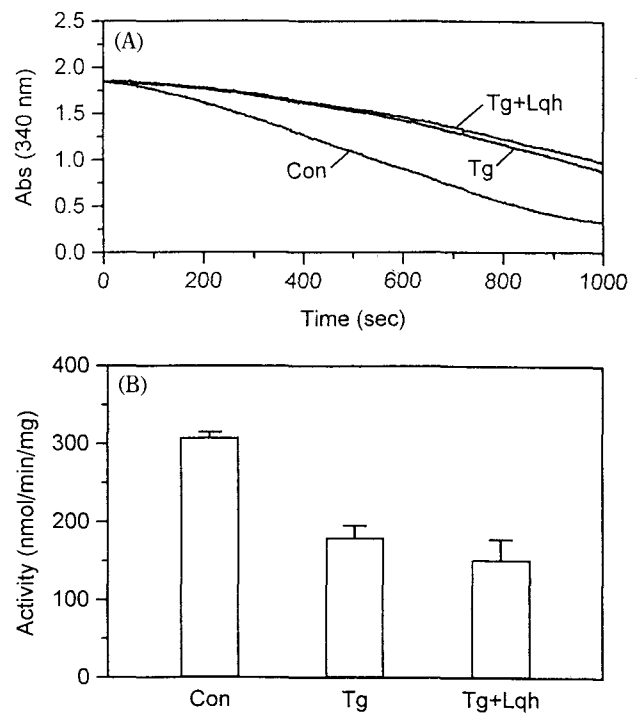 (A)
Abs (340 nm)
2.5
2.0
1.5
1.0
0.5
0.0
Tg+Lqh
Con
Tg
0 200 400 600 800 1000
Time (sec)
(B)
Activity (nmol/min/mg)
400
300
200
100
0
Con Tg Tg+Lqh